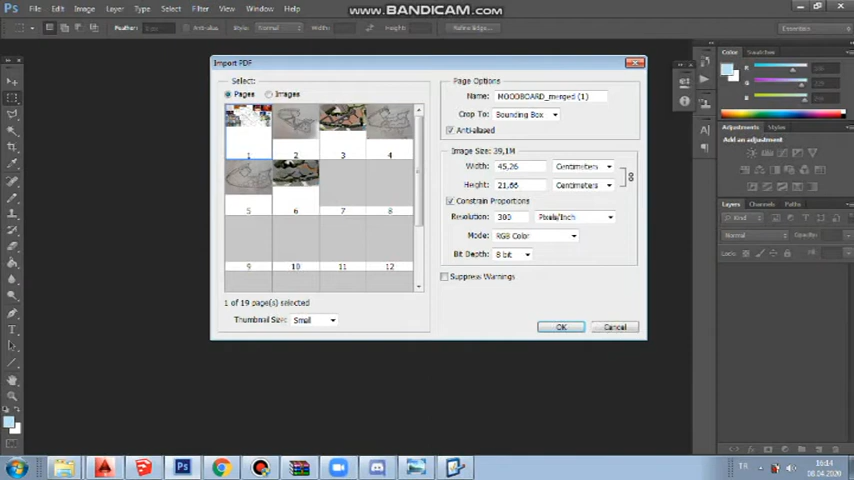 www.BANDICAM.com
Ps File Edit Image Layer Type Select Filter View Window Help
Feather: Anti-alias Style: Normal Width: Height: Refine Edge... Essentials
Import PDF
Select:
Pages Images
1 2 3 4
5 6 7 8
9 10 11 12
1 of 19 page(s) selected
Thumbnail Size: Small
Page Options
Name: MOODBOARD_merged (1)
Crop To: Bounding Box
Anti-aliased
Image Size: 39,1M
Width: 45,26 Centimeters
Height: 21,66 Centimeters
Constrain Proportions
Resolution: 300 Pixels/Inch
Mode: RGB Color
Bit Depth: 8 bit
Suppress Warnings
OK Cancel
Color Swatches
R
G
B
Adjustments Styles
Add an adjustment
Layers Channels Paths
Kind
Normal Opacity:
Lock: Fill:
Ps
TR
16:14
08.04.2020